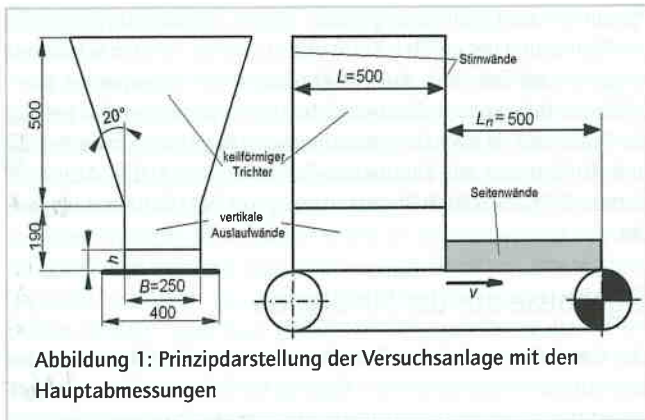 Stirnwände
L=500
20°
500
Lₙ=500
keilförmiger
Trichter
Seitenwände
vertikale
Auslaufwände
190
h
B=250
400
v
Abbildung 1: Prinzipdarstellung der Versuchsanlage mit den
Hauptabmessungen